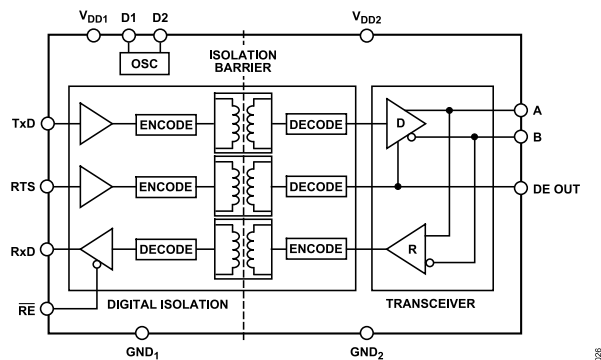 VDD1 D1 D2 VDD2
OSC
ISOLATION
BARRIER
TxD ENCODE DECODE D A
B
RTS ENCODE DECODE DE OUT
RxD DECODE ENCODE R
RE DIGITAL ISOLATION TRANSCEIVER
GND1 GND2
026